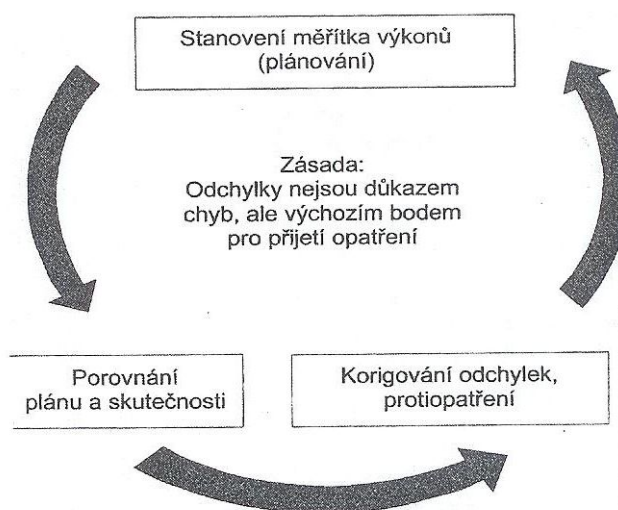 Stanovení měřítka výkonů
(plánování)
Zásada:
Odchylky nejsou důkazem
chyb, ale výchozím bodem
pro přijetí opatření
Porovnání
plánu a skutečnosti
Korigování odchylek,
protiopatření